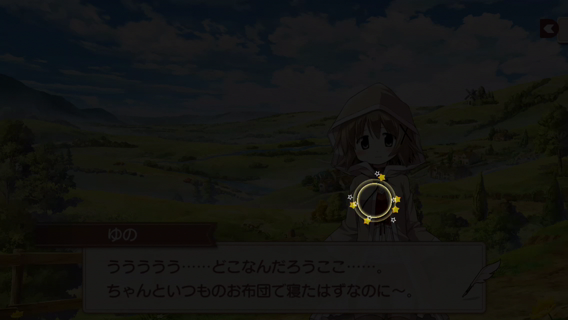 ゆの
うううう……どこなんだろうここ……。
ちゃんといつものお布団で寝たはずなのに～。